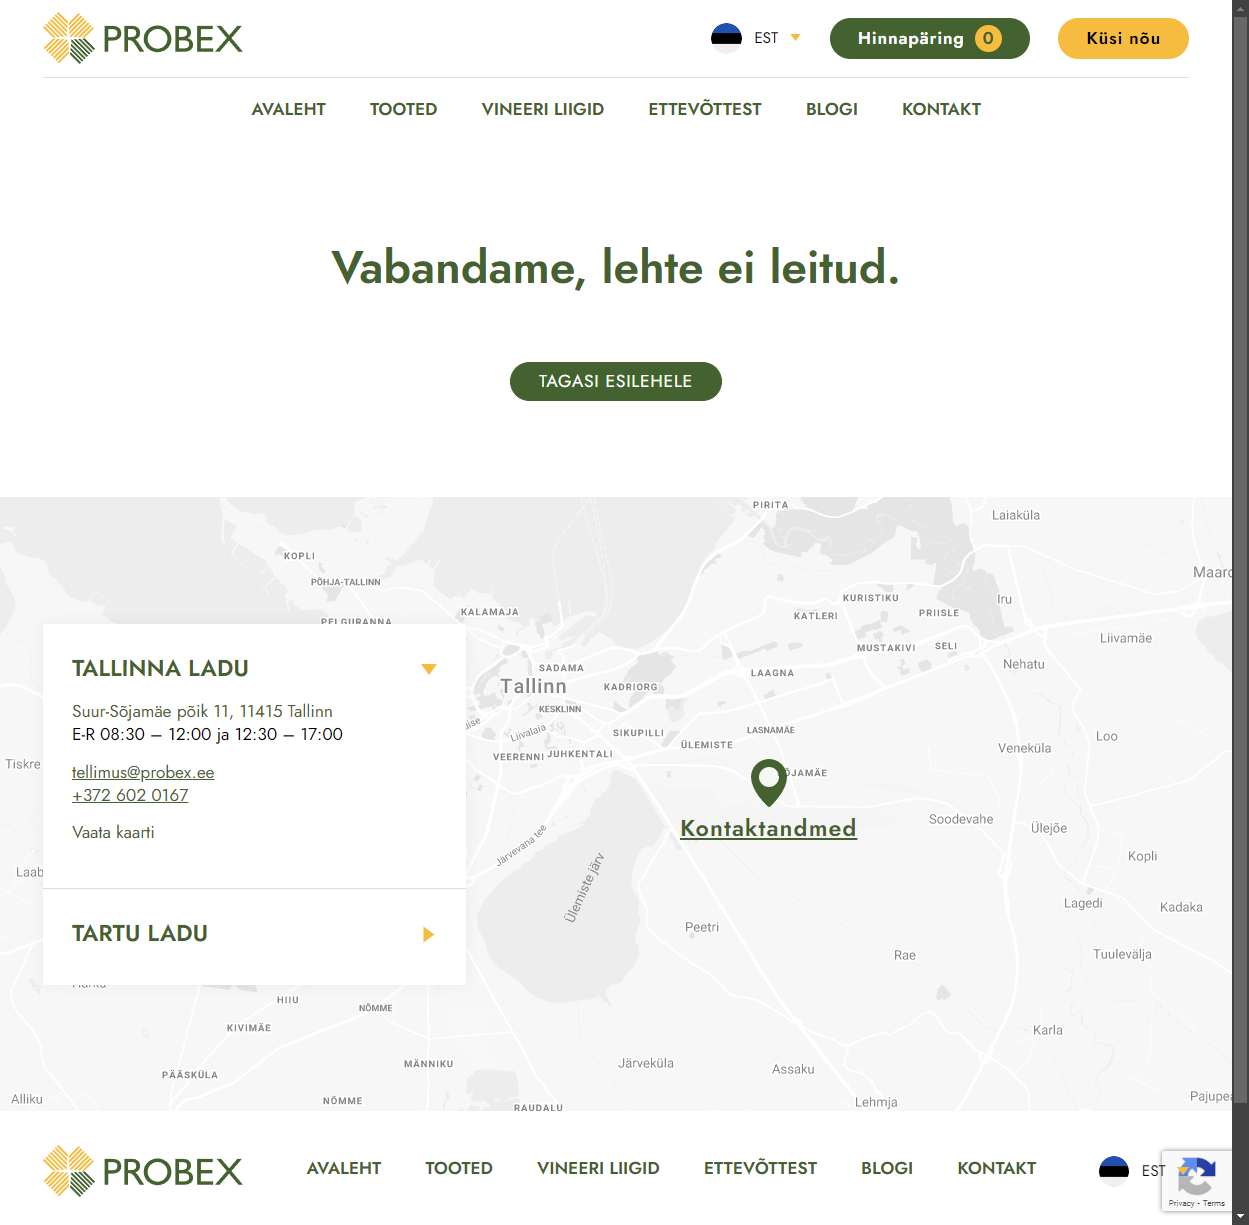 PROBEX
EST
Hinnapäring 0
Küsi nõu
AVALEHT TOOTED VINEERI LIIGID ETTEVÕTTEST BLOGI KONTAKT
Vabandame, lehte ei leitud.
TAGASI ESILEHELE
PIRITA
Laiaküla
KOPLI
Maard
PÕHJA-TALLINN
KURISTIKU
Iru
KALAMAJA
KATLERI
PRIISLE
PELGURANNA
Liivamäe
MUSTAKIVI
SELI
Nehatu
SADAMA
LAAGNA
Tallinn
KADRIORG
KESKLINN
Liivalaia
SIKUPILLI
LASNAMÄE
Loo
ÜLEMISTE
Veneküla
VEERENNI
JUHKENTALI
Tiskre
SÕJAMÄE
TALLINNA LADU
Suur-Sõjamäe põik 11, 11415 Tallinn
E-R 08:30 – 12:00 ja 12:30 – 17:00
tellimus@probex.ee
+372 602 0167
Vaata kaarti
TARTU LADU
Kontaktandmed
Soodevahe
Ülejõe
Järvevana tee
Kopli
Laab
Ülemiste järv
Lagedi
Kadaka
Peetri
Rae
Tuulevälja
HIIU
NÕMME
KIVIMÄE
Karla
MÄNNIKU
Järveküla
Assaku
PÄÄSKÜLA
Alliku
NÕMME
RAUDALU
Lehmja
Pajupea
PROBEX
AVALEHT TOOTED VINEERI LIIGID ETTEVÕTTEST BLOGI KONTAKT
EST
Privacy - Terms